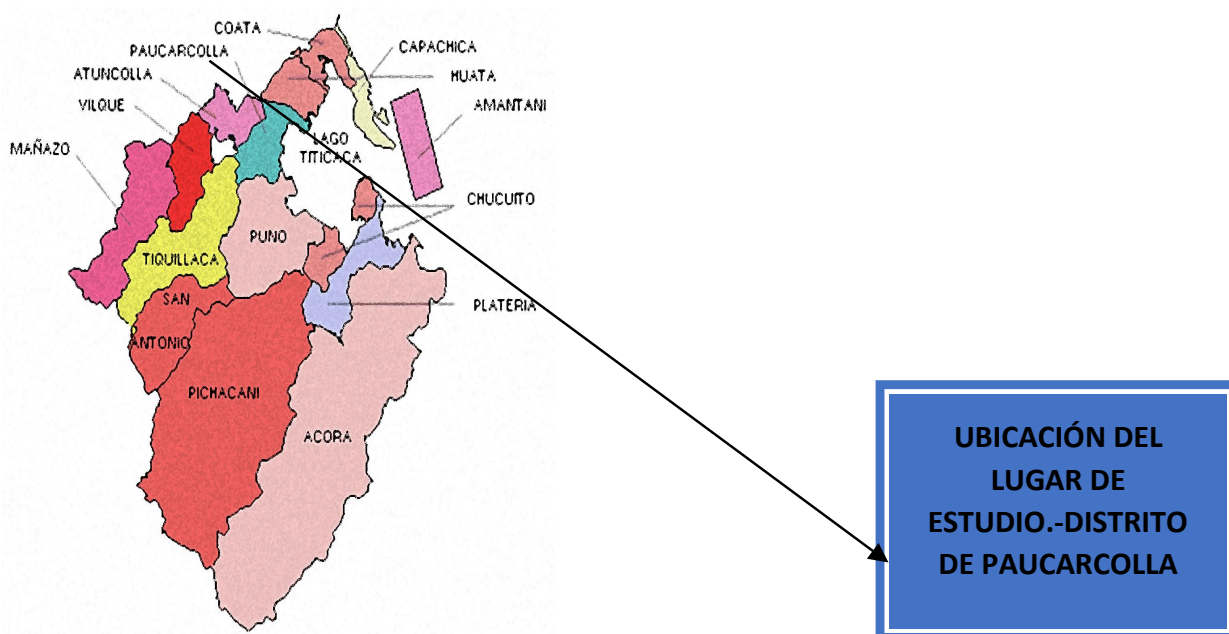 COATA
PAUCARCOLLA
CAPACHICA
ATUNCOLLA
HUATA
VILQUE
AMANTANI
MAÑAZO
LAGO
TITICACA
CHUCUITO
PUNO
TIQUILLACA
SAN
ANTONIO
PLATERIA
PICHACANI
ACORA
UBICACIÓN DEL
LUGAR DE
ESTUDIO.-DISTRITO
DE PAUCARCOLLA